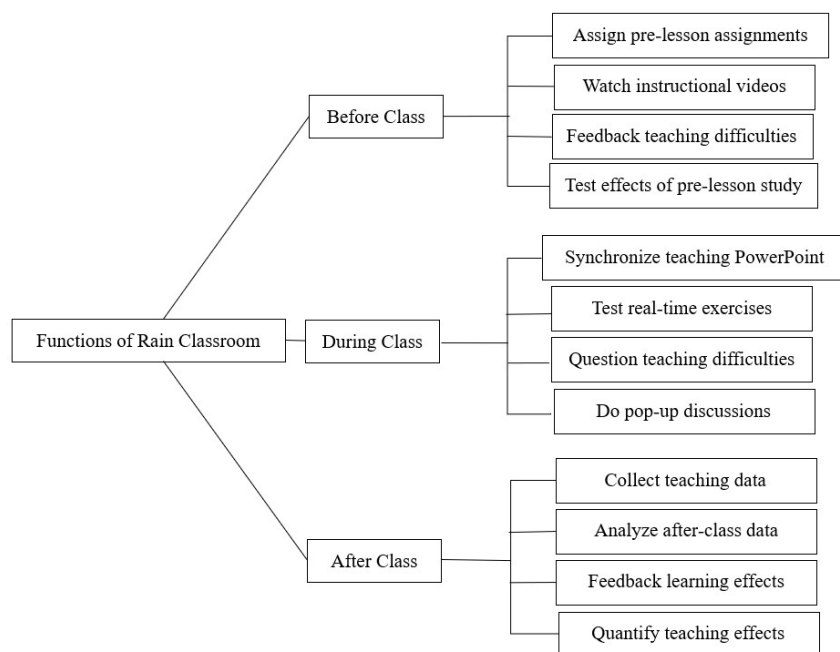 Functions of Rain Classroom
Before Class
Assign pre-lesson assignments
Watch instructional videos
Feedback teaching difficulties
Test effects of pre-lesson study
During Class
Synchronize teaching PowerPoint
Test real-time exercises
Question teaching difficulties
Do pop-up discussions
After Class
Collect teaching data
Analyze after-class data
Feedback learning effects
Quantify teaching effects